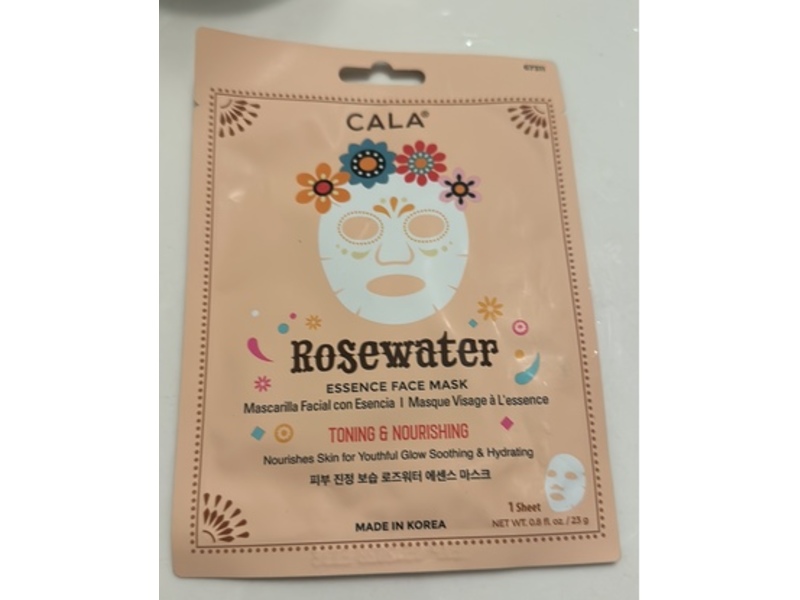 67911
CALA®
Rosewater
ESSENCE FACE MASK
Mascarilla Facial con Esencia | Masque Visage à L'essence
TONING & NOURISHING
Nourishes Skin for Youthful Glow Soothing & Hydrating
피부 진정 보습 로즈워터 에센스 마스크
1 Sheet
MADE IN KOREA
NET WT. 0.8 fl. oz. / 23 g